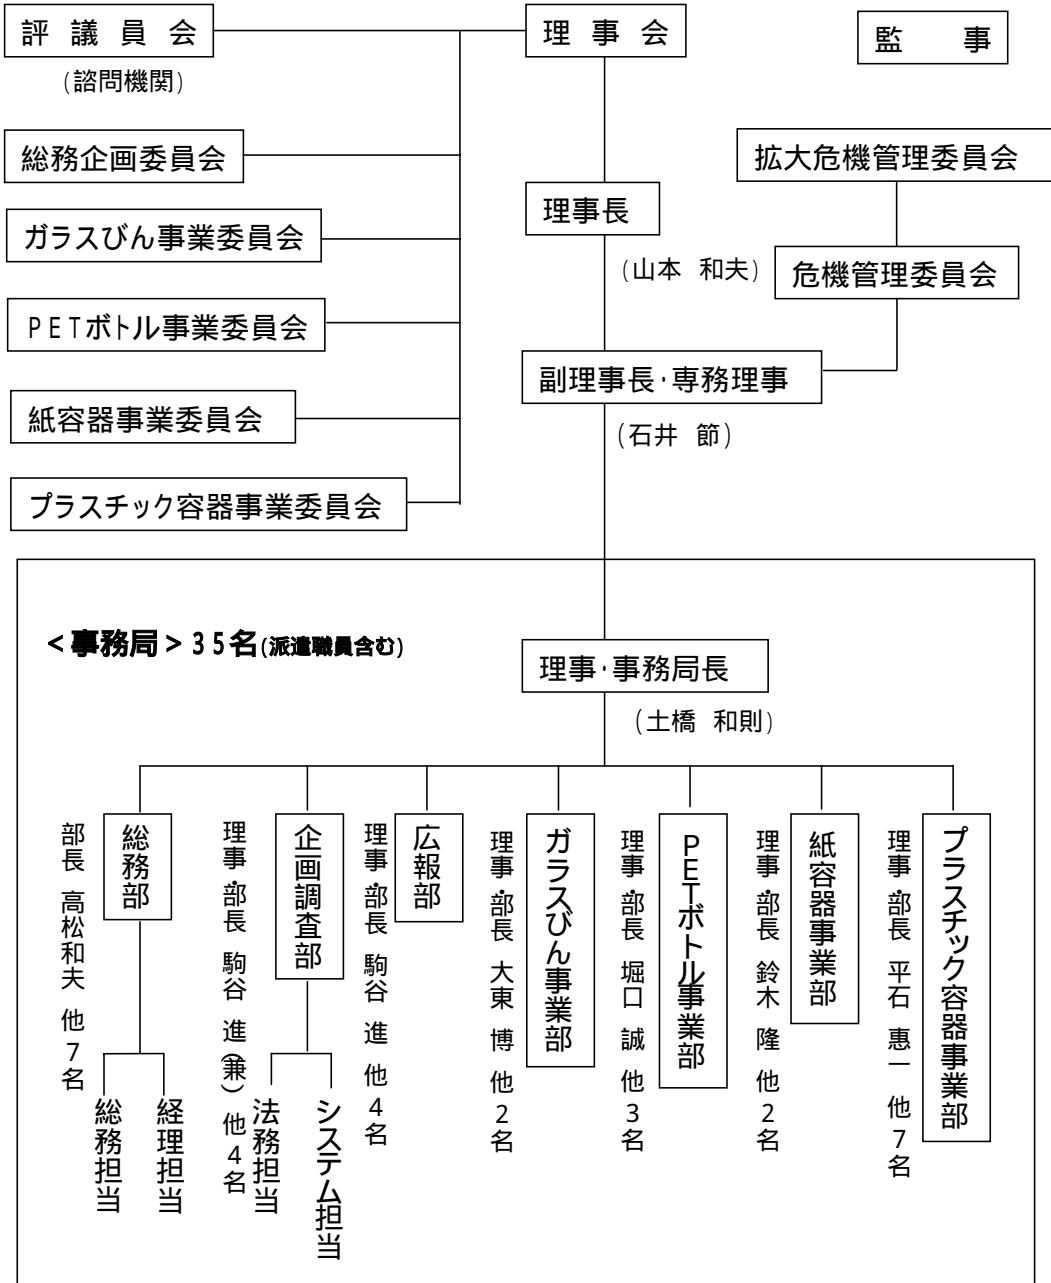 評議員会
(諮問機関)
理事会
監事
総務企画委員会
ガラスびん事業委員会
PETボトル事業委員会
紙容器事業委員会
プラスチック容器事業委員会
理事長
(山本 和夫)
拡大危機管理委員会
危機管理委員会
副理事長・専務理事
(石井 節)
<事務局>35名(派遣職員含む)
理事・事務局長
(土橋 和則)
総務部
部長 高松和夫 他7名
総務担当
経理担当
企画調査部
理事・部長 駒谷 進(兼) 他4名
法務担当
システム担当
広報部
理事・部長 駒谷 進 他4名
ガラスびん事業部
理事・部長 大東 博 他2名
PETボトル事業部
理事・部長 堀口 誠 他3名
紙容器事業部
理事・部長 鈴木 隆 他2名
プラスチック容器事業部
理事・部長 平石 惠一 他7名